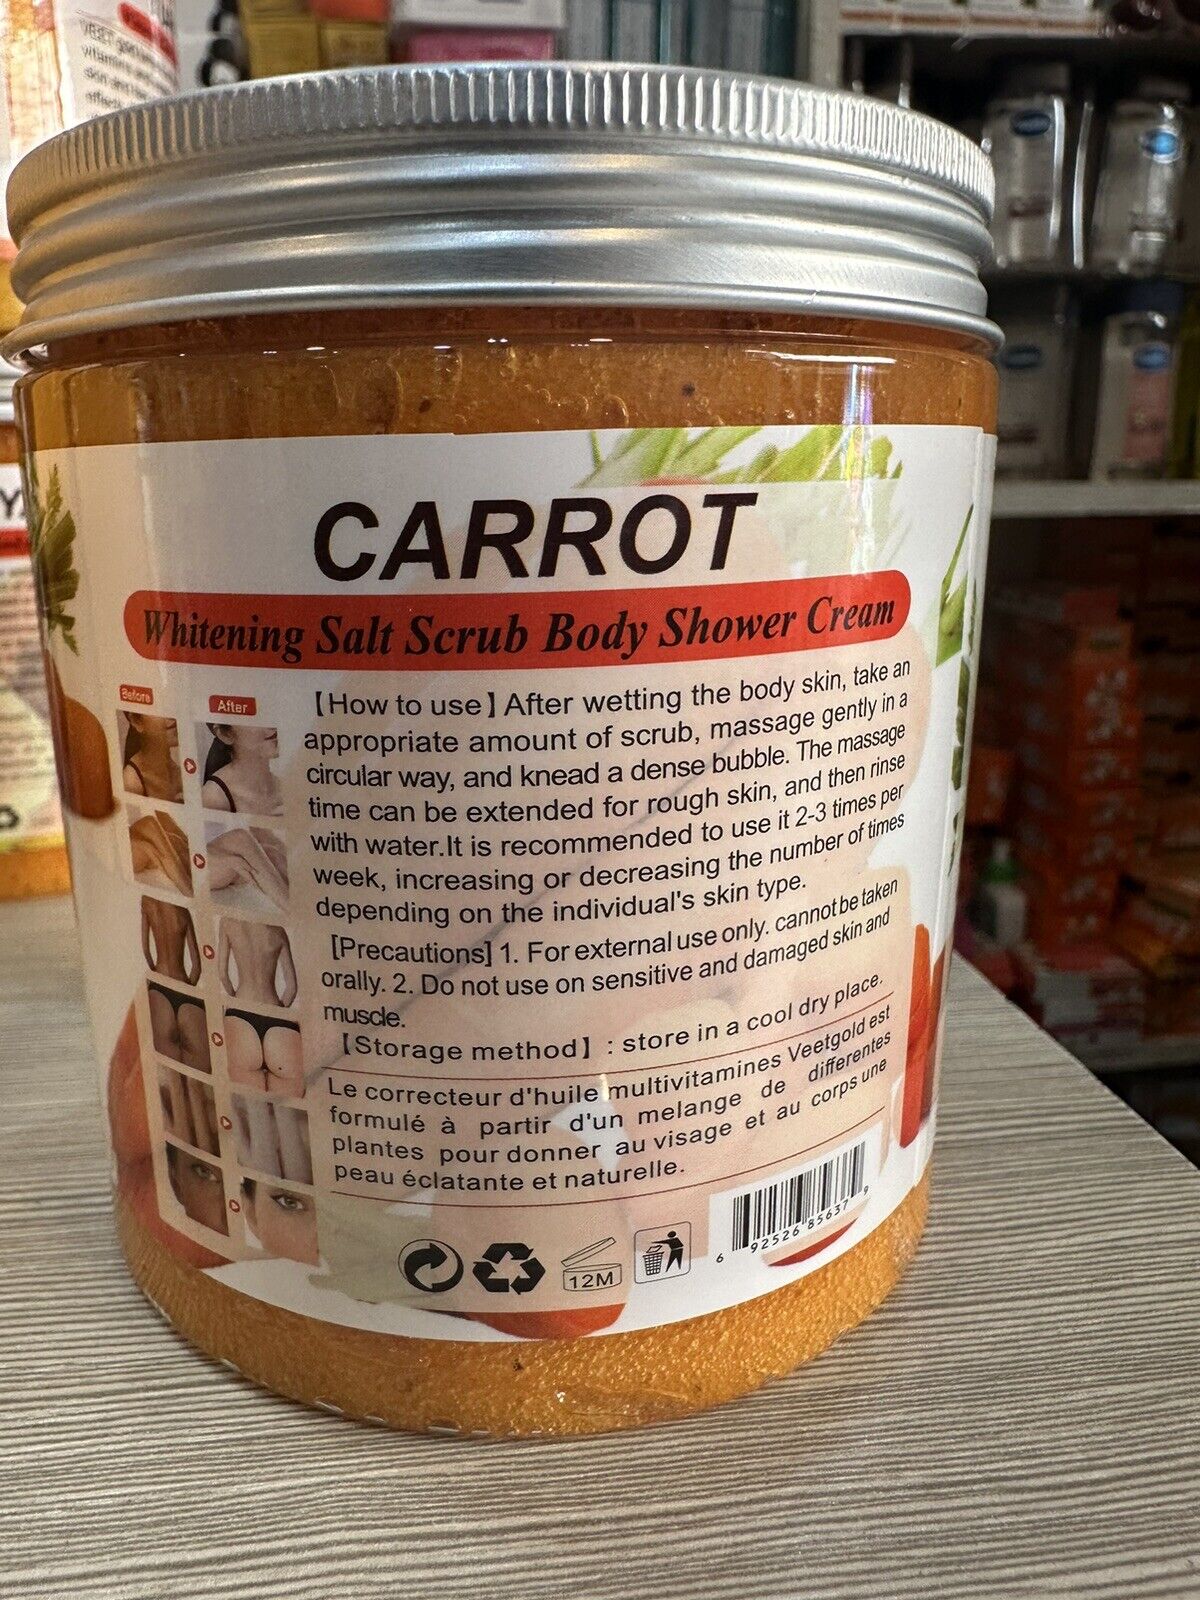 CARROT
Whitening Salt Scrub Body Shower Cream
Before
After
【How to use】After wetting the body skin, take an
appropriate amount of scrub, massage gently in a
circular way, and knead a dense bubble. The massage
time can be extended for rough skin, and then rinse
with water.It is recommended to use it 2-3 times per
week, increasing or decreasing the number of times
depending on the individual's skin type.
[Precautions] 1. For external use only. cannot be taken
orally. 2. Do not use on sensitive and damaged skin and
muscle.
【Storage method】: store in a cool dry place.
Le correcteur d'huile multivitamines Veetgold est
formulé à partir d'un melange de differentes
plantes pour donner au visage et au corps une
peau éclatante et naturelle.
12M
6 92526 85637 9